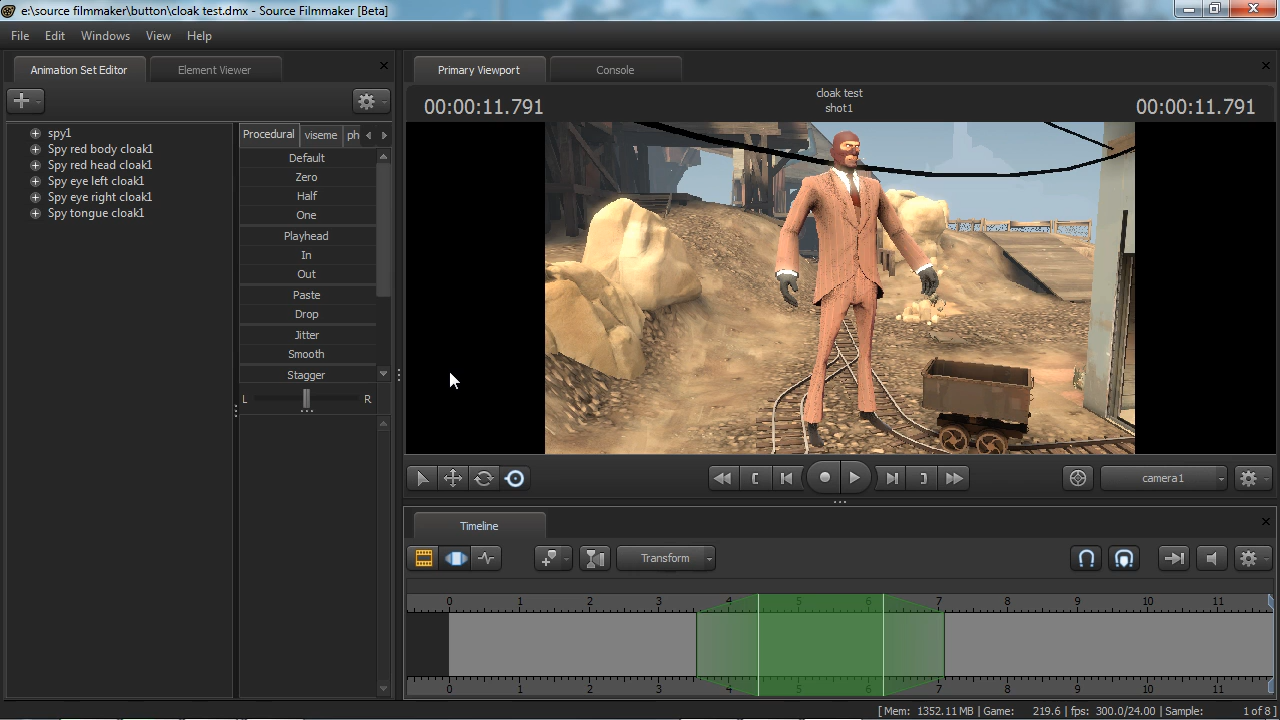 e:\source filmmaker\button\cloak test.dmx - Source Filmmaker [Beta]
File Edit Windows View Help
Animation Set Editor Element Viewer
spy1
Spy red body cloak1
Spy red head cloak1
Spy eye left cloak1
Spy eye right cloak1
Spy tongue cloak1
Procedural viseme ph
Default
Zero
Half
One
Playhead
In
Out
Paste
Drop
Jitter
Smooth
Stagger
L R
Primary Viewport Console
00:00:11.791
cloak test
shot1
00:00:11.791
camera1
Timeline
Transform
0 1 2 3 4 5 6 7 8 9 10 11
0 1 2 3 4 5 6 7 8 9 10 11
[ Mem: 1352.11 MB | Game: 219.6 | fps: 300.0/24.00 | Sample: 1 of 8 ]